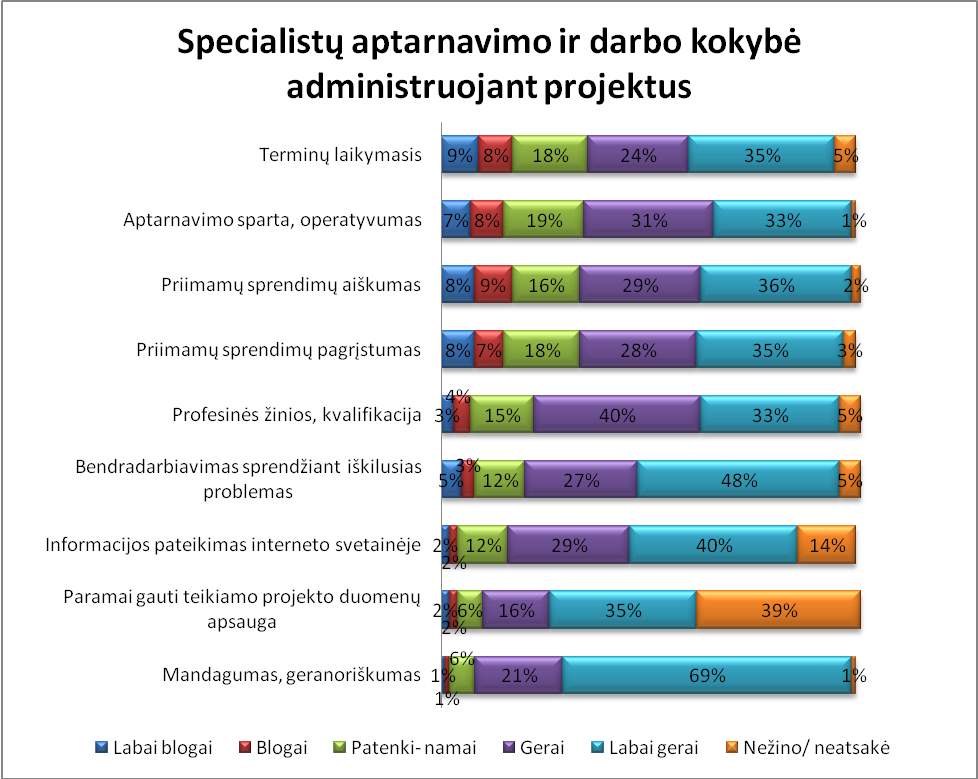 Specialistų aptarnavimo ir darbo kokybė
administruojant projektus
Terminų laikymasis 9% 8% 18% 24% 35% 5%
Aptarnavimo sparta, operatyvumas 7% 8% 19% 31% 33% 1%
Priimamų sprendimų aiškumas 8% 9% 16% 29% 36% 2%
Priimamų sprendimų pagrįstumas 8% 7% 18% 28% 35% 3%
Profesinės žinios, kvalifikacija 3% 4% 15% 40% 33% 5%
Bendradarbiavimas sprendžiant iškilusias
problemas 5% 3% 12% 27% 48% 5%
Informacijos pateikimas interneto svetainėje 2% 2% 12% 29% 40% 14%
Paramai gauti teikiamo projekto duomenų
apsauga 2% 2% 6% 16% 35% 39%
Mandagumas, geranoriškumas 1% 1% 6% 21% 69% 1%
Labai blogai Blogai Patenki- namai Gerai Labai gerai Nežino/ neatsakė